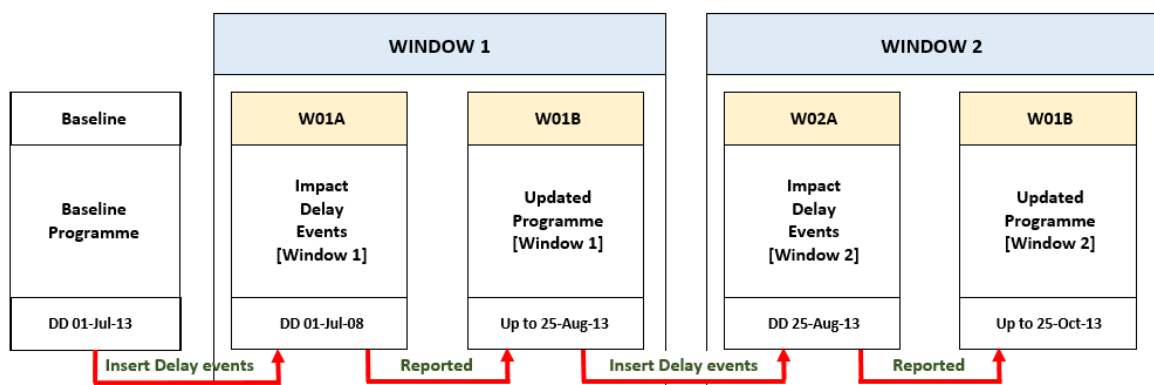 WINDOW 1
WINDOW 2
Baseline
W01A
W01B
W02A
W01B
Baseline
Programme
Impact
Delay
Events
[Window 1]
Updated
Programme
[Window 1]
Impact
Delay
Events
[Window 2]
Updated
Programme
[Window 2]
DD 01-Jul-13
DD 01-Jul-08
Up to 25-Aug-13
DD 25-Aug-13
Up to 25-Oct-13
Insert Delay events
Reported
Insert Delay events
Reported